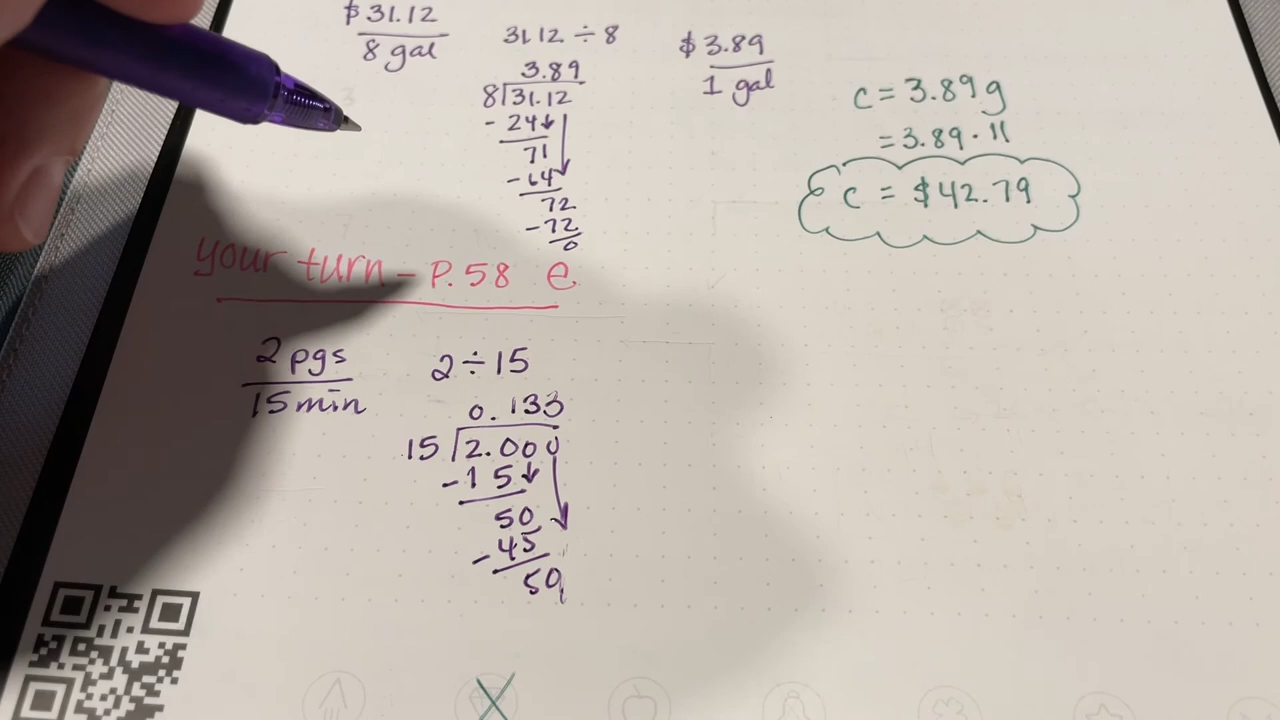 $31.12
8 gal
31.12 ÷ 8
3.89
8 31.12
- 24
71
- 64
72
- 72
0
$3.89
1 gal
c = 3.89g
= 3.89 · 11
c = $42.79
your turn - P. 58 e
2 pgs
15 min
2 ÷ 15
0.133
15 2.000
- 1 5
50
- 45
50